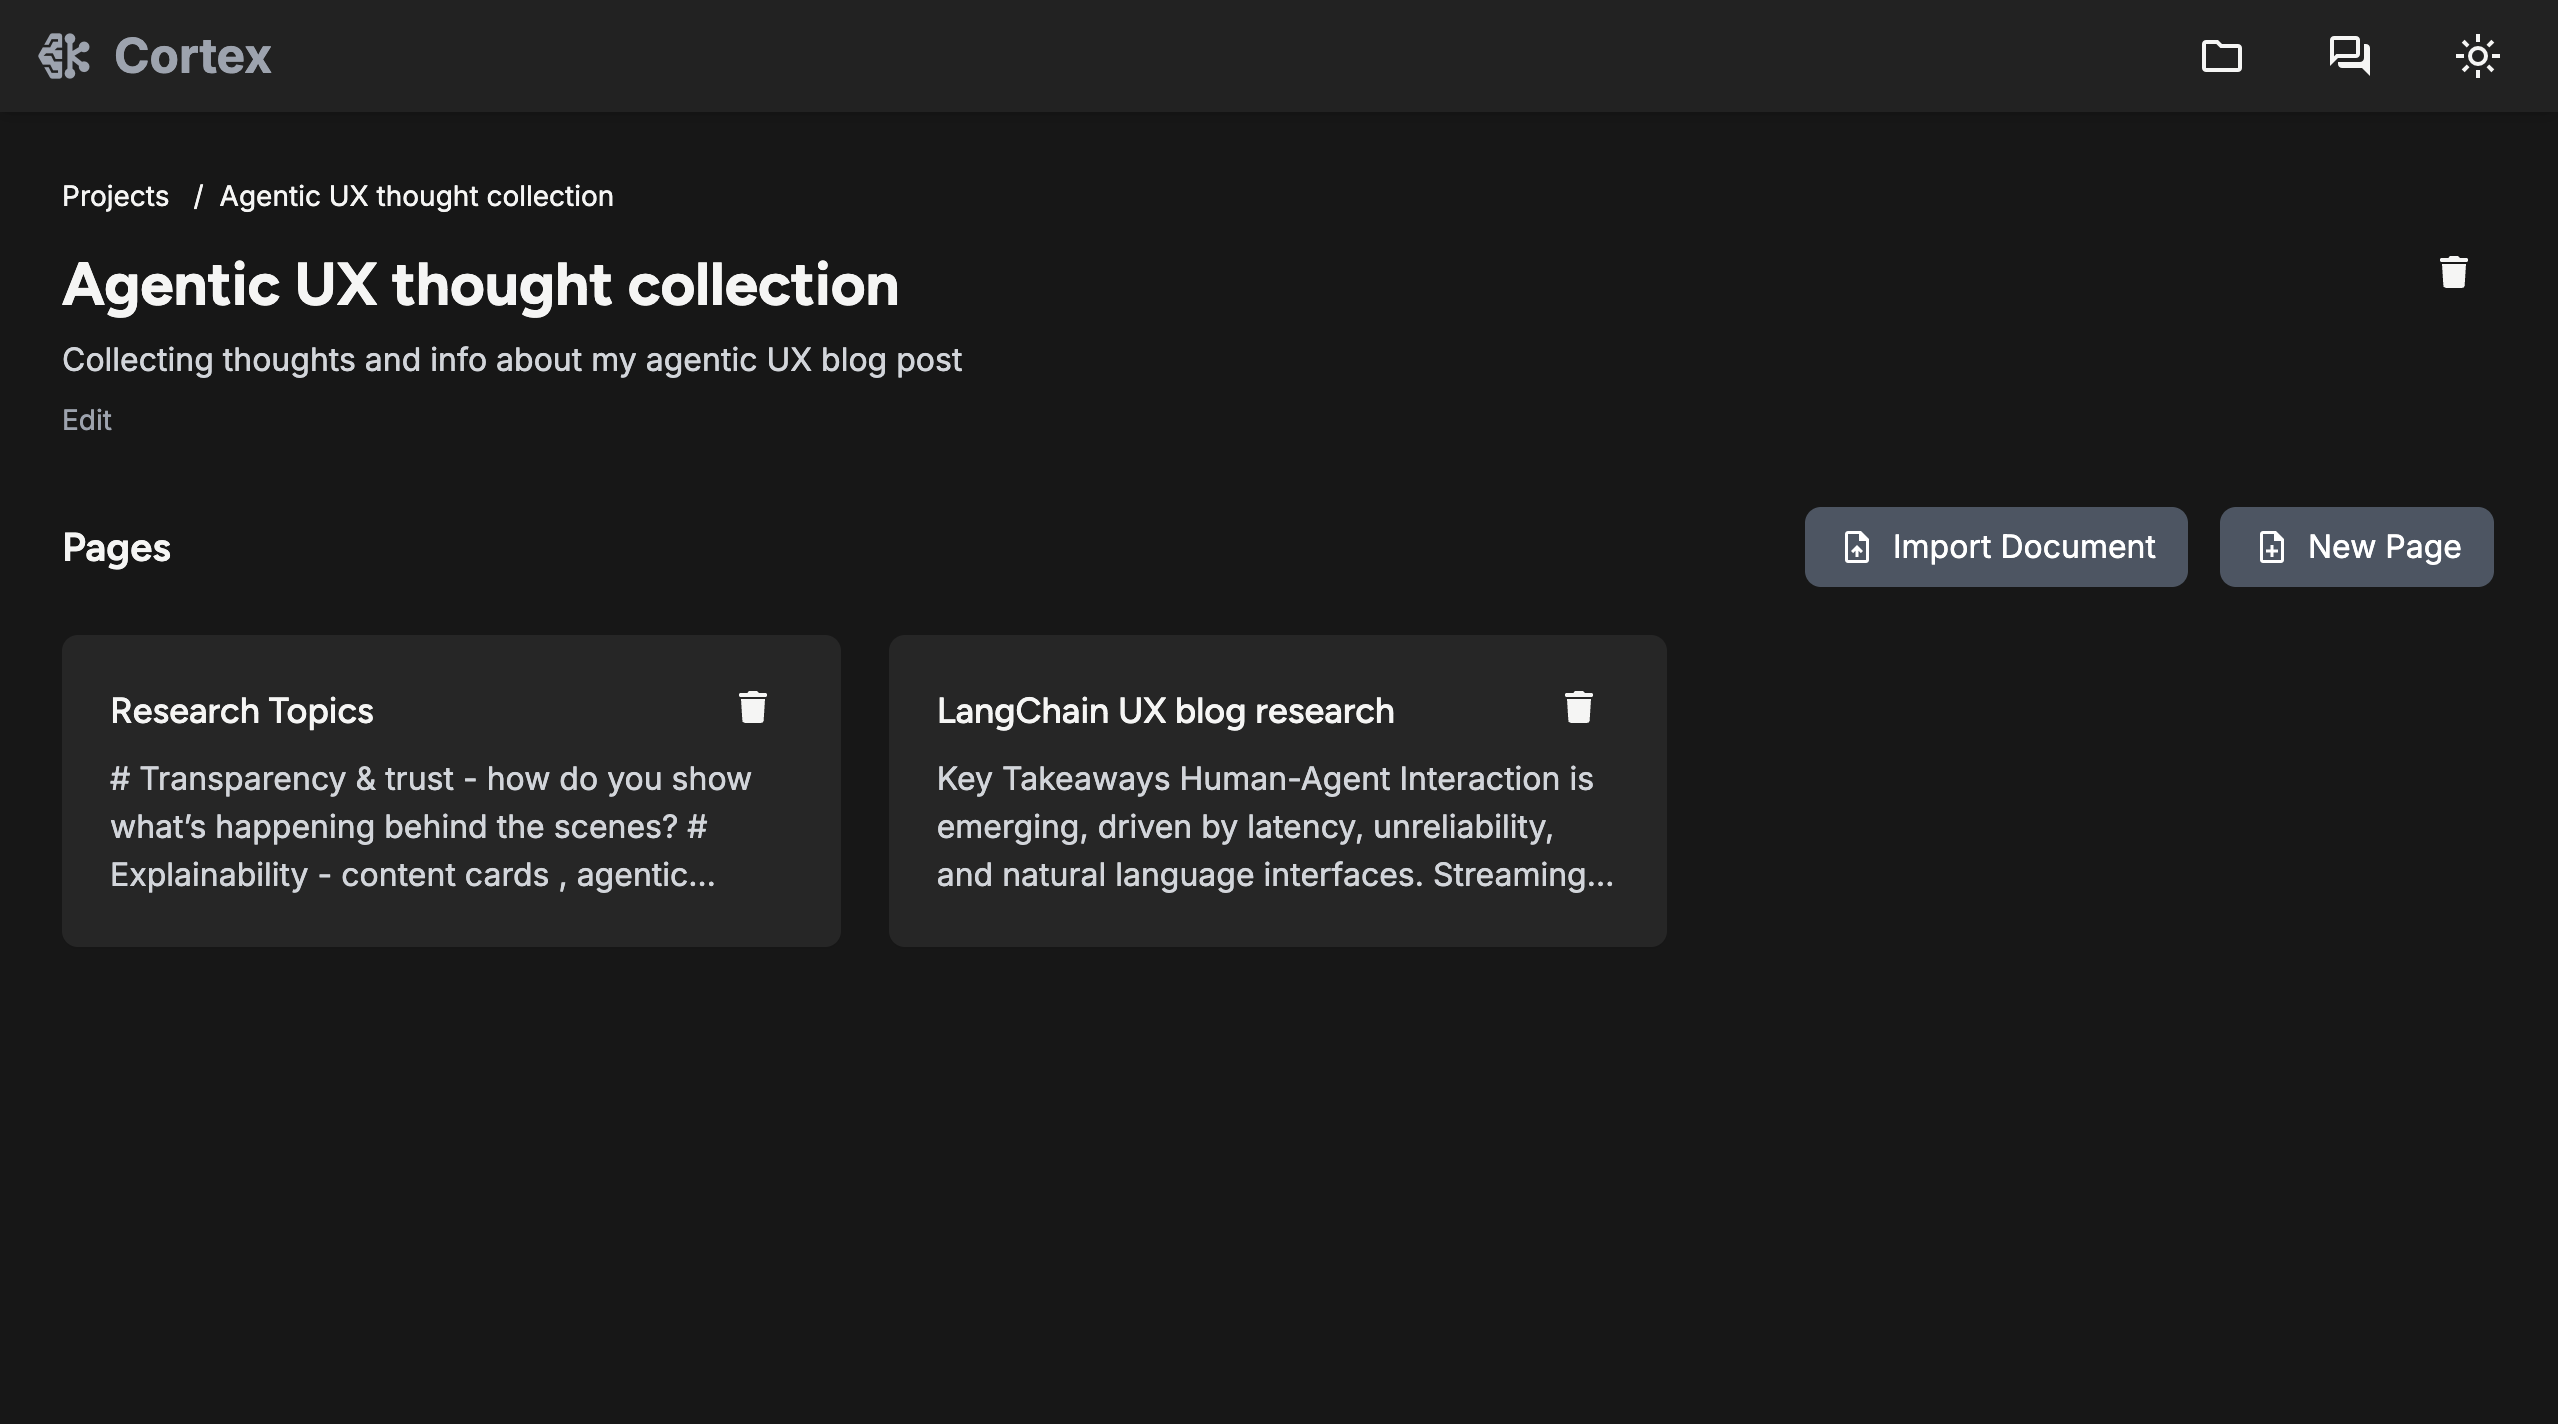 Cortex
Projects / Agentic UX thought collection
Agentic UX thought collection
Collecting thoughts and info about my agentic UX blog post
Edit
Pages
Import Document
New Page
Research Topics
# Transparency & trust - how do you show
what’s happening behind the scenes? #
Explainability - content cards , agentic...
LangChain UX blog research
Key Takeaways Human-Agent Interaction is
emerging, driven by latency, unreliability,
and natural language interfaces. Streaming...